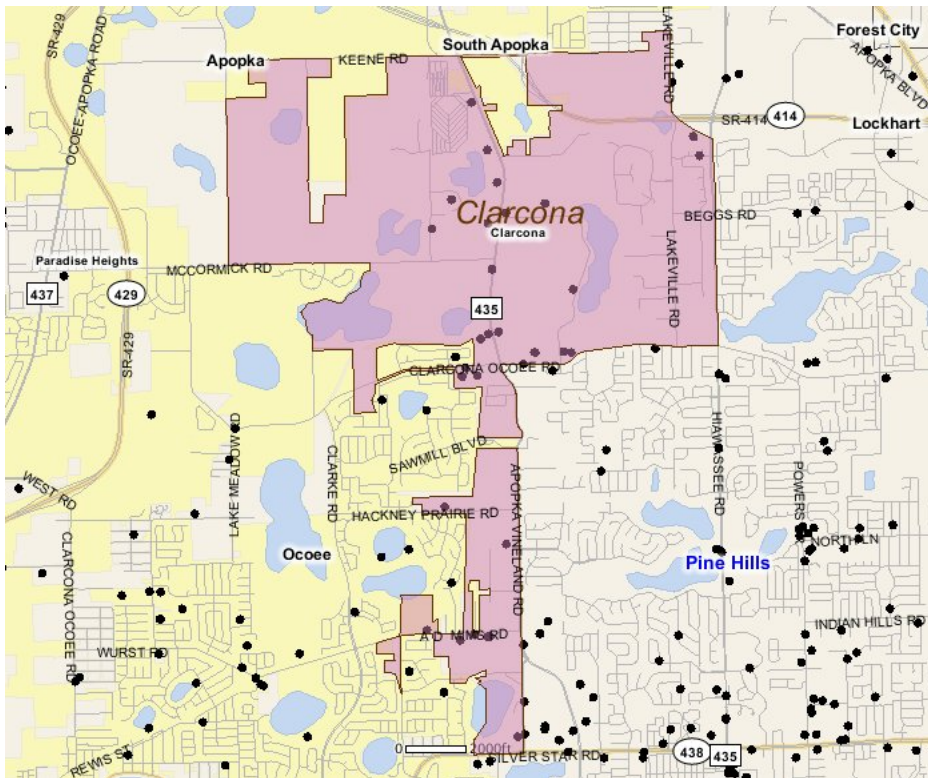 SR-429
OCOEE-APOPKA ROAD
Apopka
KEENE RD
South Apopka
LAKEVILLE RD
Forest City
APOPKA BLVD
SR-414
414
Lockhart
Clarcona
Clarcona
BEGGS RD
LAKEVILLE RD
Paradise Heights
MCCORMICK RD
437
429
SR-429
435
CLARCONA OCOEE RD
LAKE MEADOW RD
CLARKE RD
SAWMILL BLVD
HIAWASSEE RD
POWERS
WEST RD
HACKNEY PRAIRIE RD
APOPKA VINELAND RD
NORTH LN
Ocoee
Pine Hills
CLARCONA OCOEE RD
INDIAN HILLS RD
A D MIMS RD
WURST RD
REWIS ST
0 2000ft
SILVER STAR RD
438
435